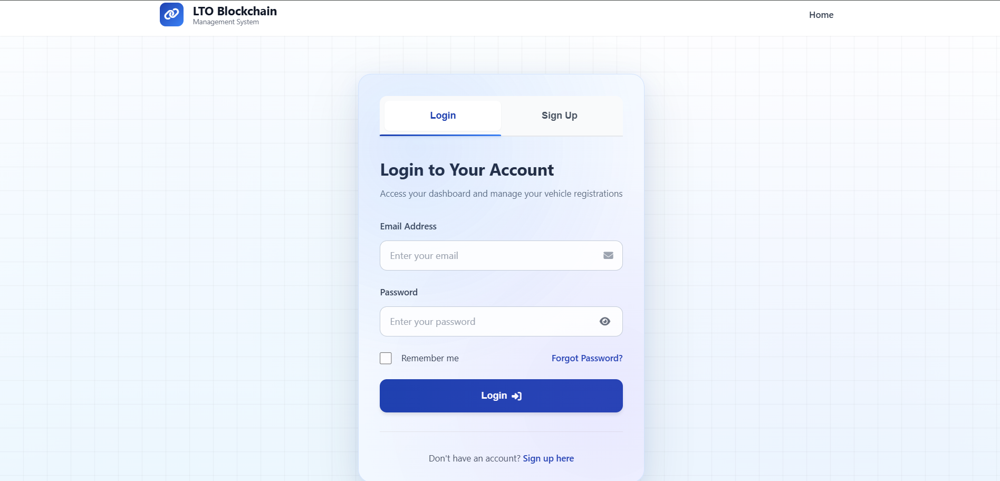 LTO Blockchain
Management System
Home
Login
Sign Up
Login to Your Account
Access your dashboard and manage your vehicle registrations
Email Address
Enter your email
Password
Enter your password
Remember me
Forgot Password?
Login
Don't have an account? Sign up here